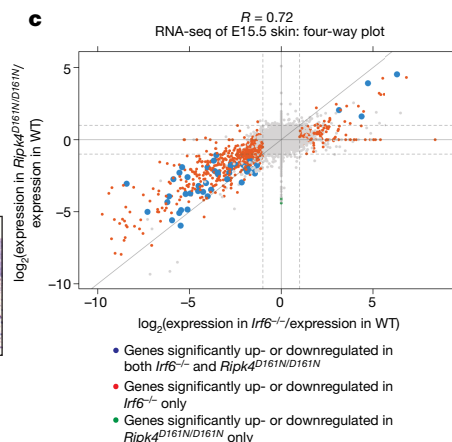 c
R = 0.72
RNA-seq of E15.5 skin: four-way plot
log2(expression in Ripk4D161N/D161N/
expression in WT)
5
0
−5
−10
−10
−5
0
5
log2(expression in Irf6−/−/expression in WT)
Genes significantly up- or downregulated in
both Irf6−/− and Ripk4D161N/D161N
Genes significantly up- or downregulated in
Irf6−/− only
Genes significantly up- or downregulated in
Ripk4D161N/D161N only